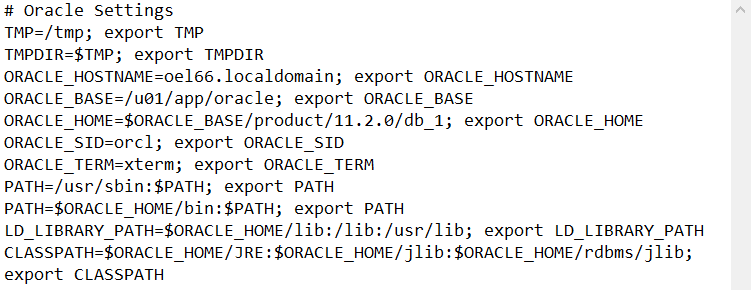 # Oracle Settings
TMP=/tmp; export TMP
TMPDIR=$TMP; export TMPDIR
ORACLE_HOSTNAME=oel66.localdomain; export ORACLE_HOSTNAME
ORACLE_BASE=/u01/app/oracle; export ORACLE_BASE
ORACLE_HOME=$ORACLE_BASE/product/11.2.0/db_1; export ORACLE_HOME
ORACLE_SID=orcl; export ORACLE_SID
ORACLE_TERM=xterm; export ORACLE_TERM
PATH=/usr/sbin:$PATH; export PATH
PATH=$ORACLE_HOME/bin:$PATH; export PATH
LD_LIBRARY_PATH=$ORACLE_HOME/lib:/lib:/usr/lib; export LD_LIBRARY_PATH
CLASSPATH=$ORACLE_HOME/JRE:$ORACLE_HOME/jlib:$ORACLE_HOME/rdbms/jlib;
export CLASSPATH